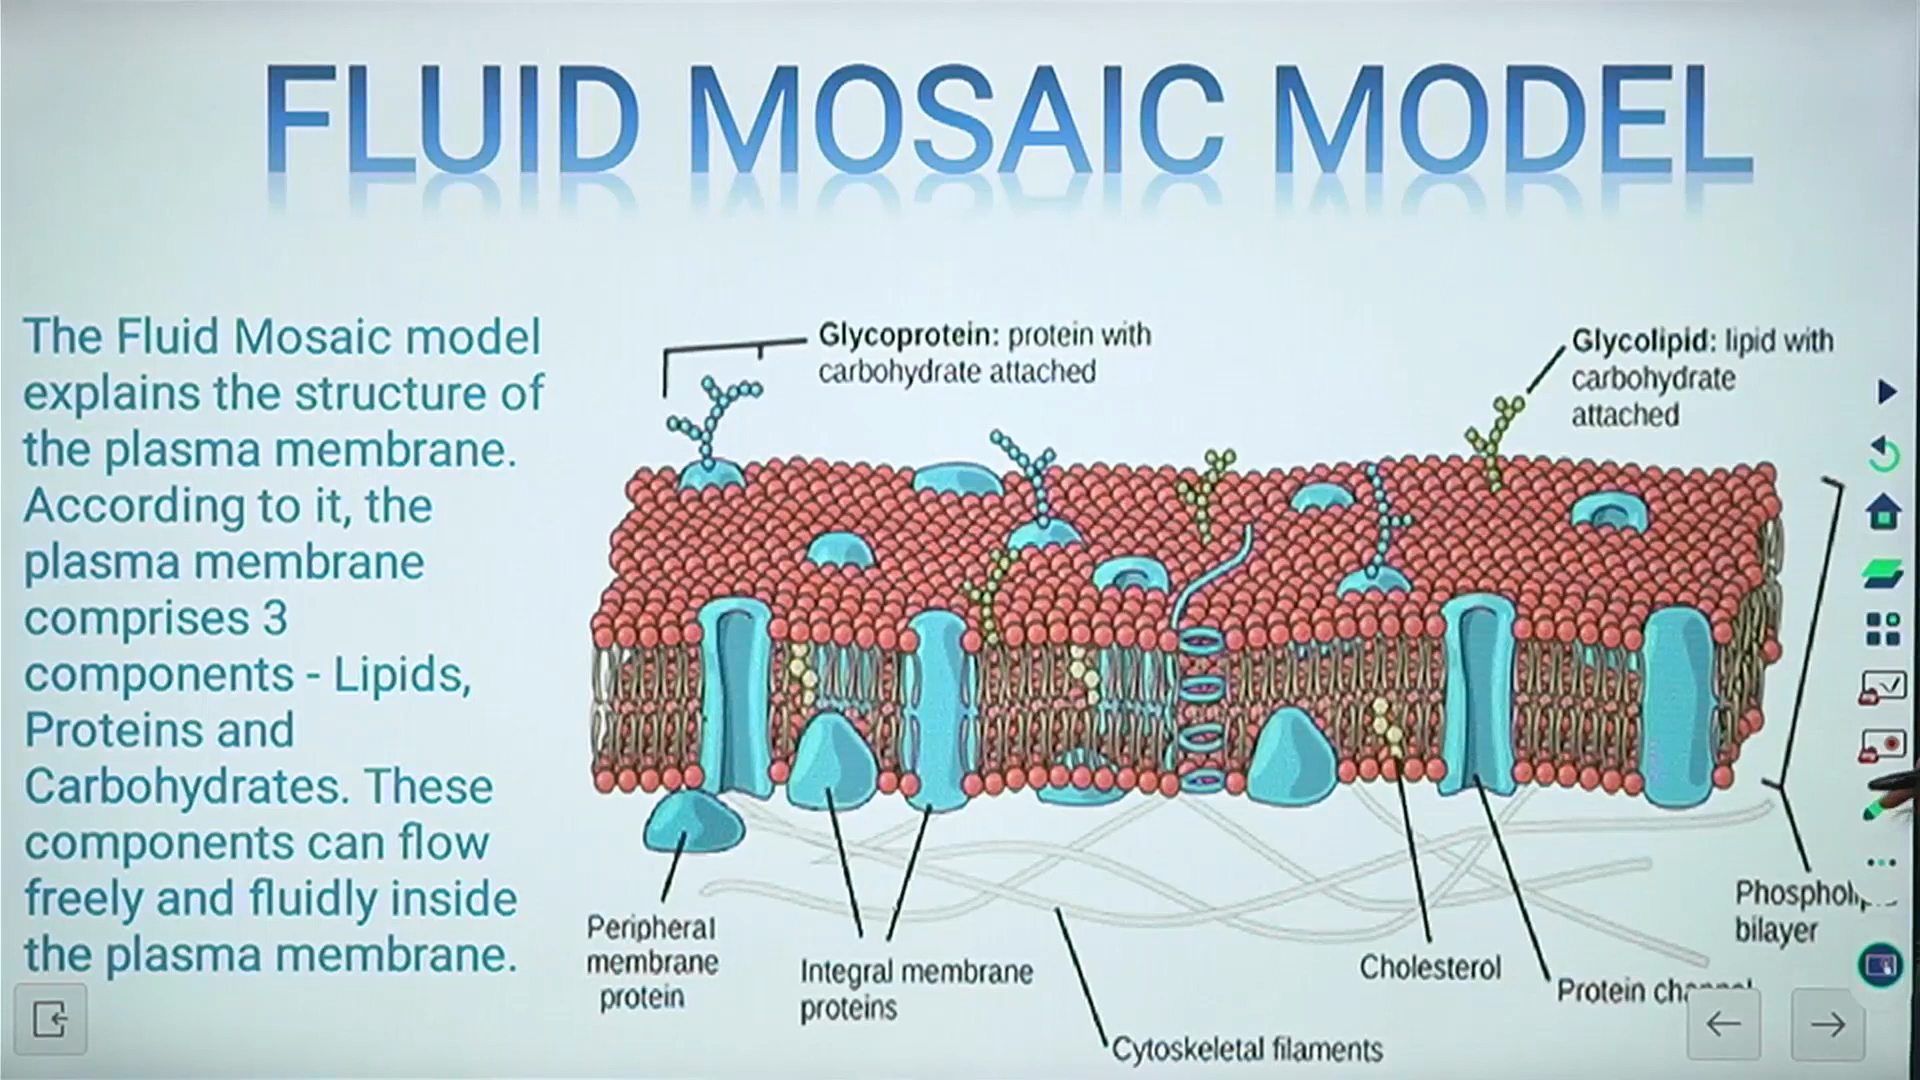 FLUID MOSAIC MODEL
The Fluid Mosaic model
explains the structure of
the plasma membrane.
According to it, the
plasma membrane
comprises 3
components - Lipids,
Proteins and
Carbohydrates. These
components can flow
freely and fluidly inside
the plasma membrane.
Glycoprotein: protein with
carbohydrate attached
Glycolipid: lipid with
carbohydrate
attached
Peripheral
membrane
protein
Integral membrane
proteins
Cytoskeletal filaments
Cholesterol
Protein
bilayer